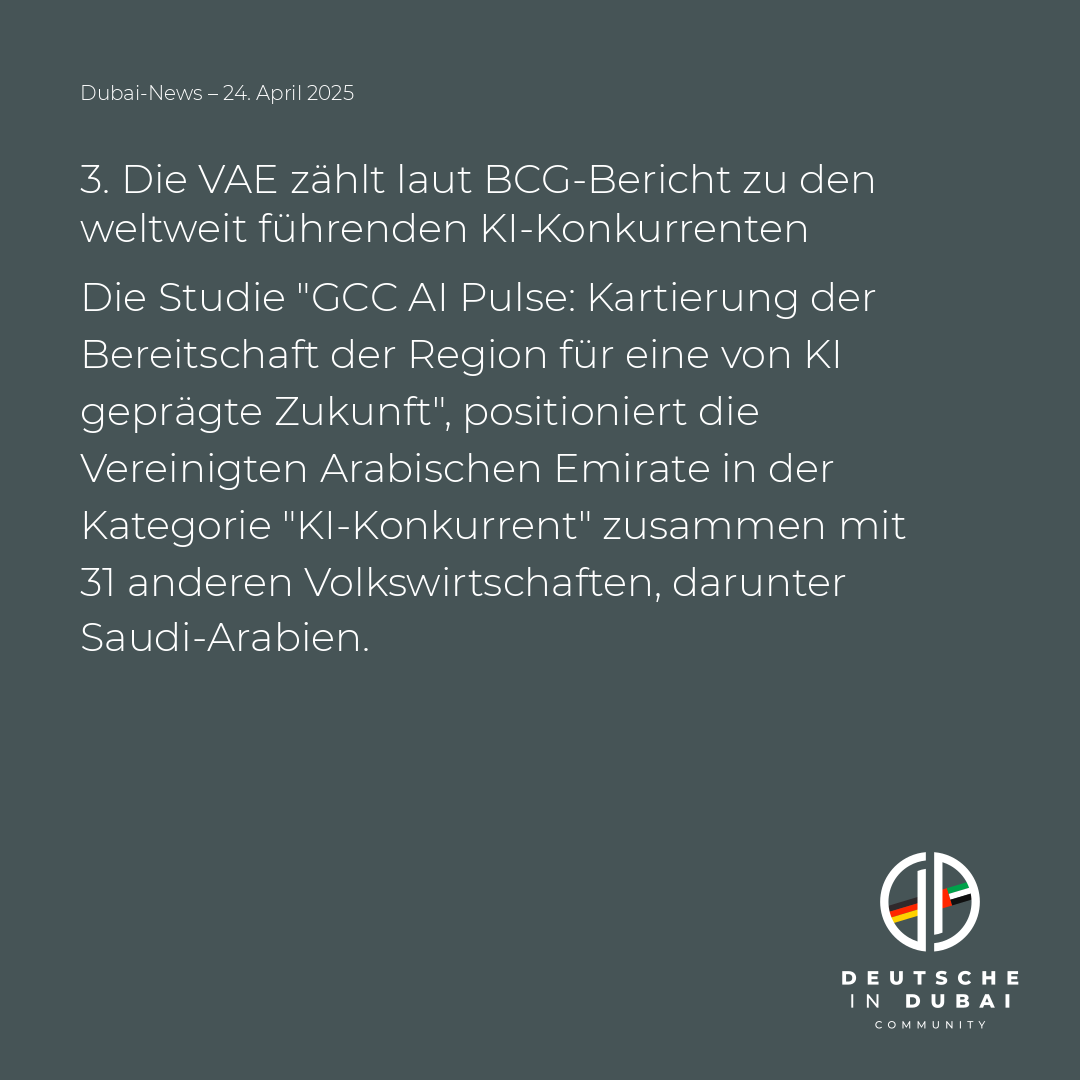 Dubai-News – 24. April 2025
3. Die VAE zählt laut BCG-Bericht zu den
weltweit führenden KI-Konkurrenten
Die Studie "GCC AI Pulse: Kartierung der
Bereitschaft der Region für eine von KI
geprägte Zukunft", positioniert die
Vereinigten Arabischen Emirate in der
Kategorie "KI-Konkurrent" zusammen mit
31 anderen Volkswirtschaften, darunter
Saudi-Arabien.
DEUTSCHE
IN DUBAI
COMMUNITY